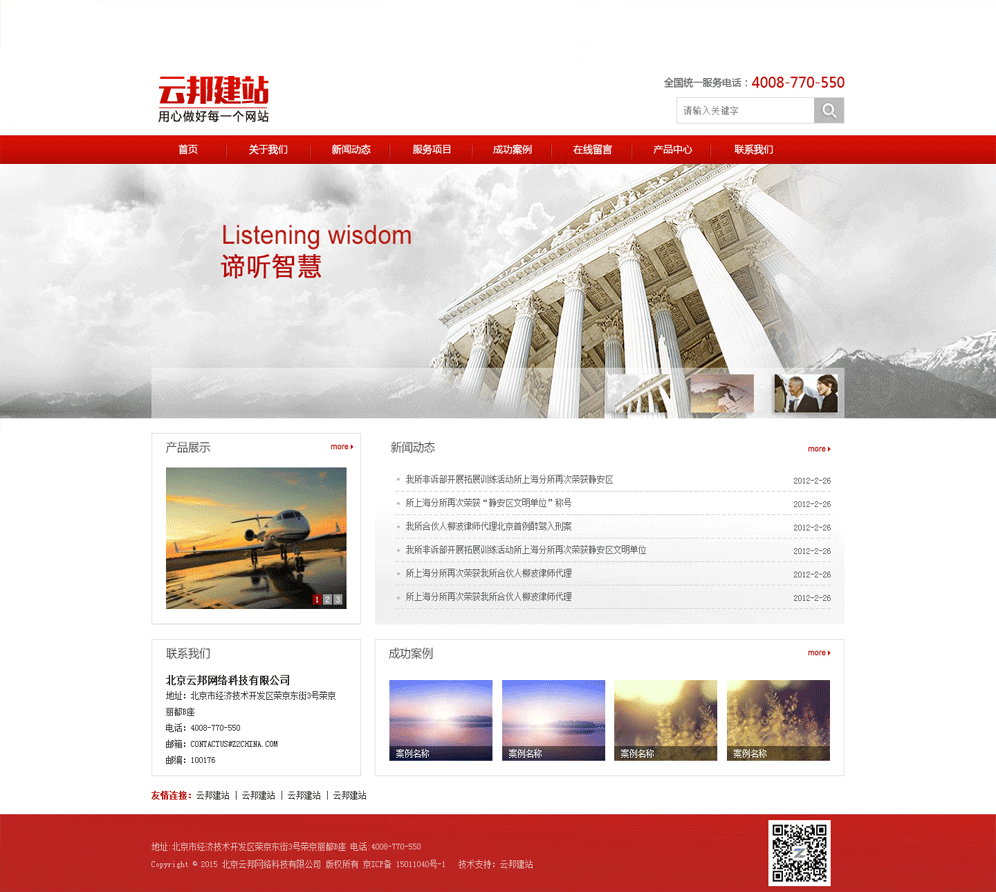 云邦建站
用心做好每一个网站
全国统一服务电话：4008-770-550
请输入关键字
首页 关于我们 新闻动态 服务项目 成功案例 在线留言 产品中心 联系我们
Listening wisdom
谛听智慧
产品展示 more
1 2 3
新闻动态 more
我所非诉部开展拓展训练活动所上海分所再次荣获静安区 2012-2-26
所上海分所再次荣获“静安区文明单位”称号 2012-2-26
我所合伙人柳波律师代理北京首例醉驾入刑案 2012-2-26
我所非诉部开展拓展训练活动所上海分所再次荣获静安区文明单位 2012-2-26
所上海分所再次荣获我所合伙人柳波律师代理 2012-2-26
所上海分所再次荣获我所合伙人柳波律师代理 2012-2-26
联系我们
北京云邦网络科技有限公司
地址：北京市经济技术开发区荣京东街3号荣京
丽都B座
电话：4008-770-550
邮箱：CONTACTUS#Z2CHINA.COM
邮编：100176
成功案例 more
案例名称 案例名称 案例名称 案例名称
友情连接：云邦建站 | 云邦建站 | 云邦建站 | 云邦建站
地址:北京市经济技术开发区荣京东街3号荣京丽都B座 电话:4008-770-550
Copyright © 2015 北京云邦网络科技有限公司 版权所有 京ICP备 15011040号-1 技术支持：云邦建站